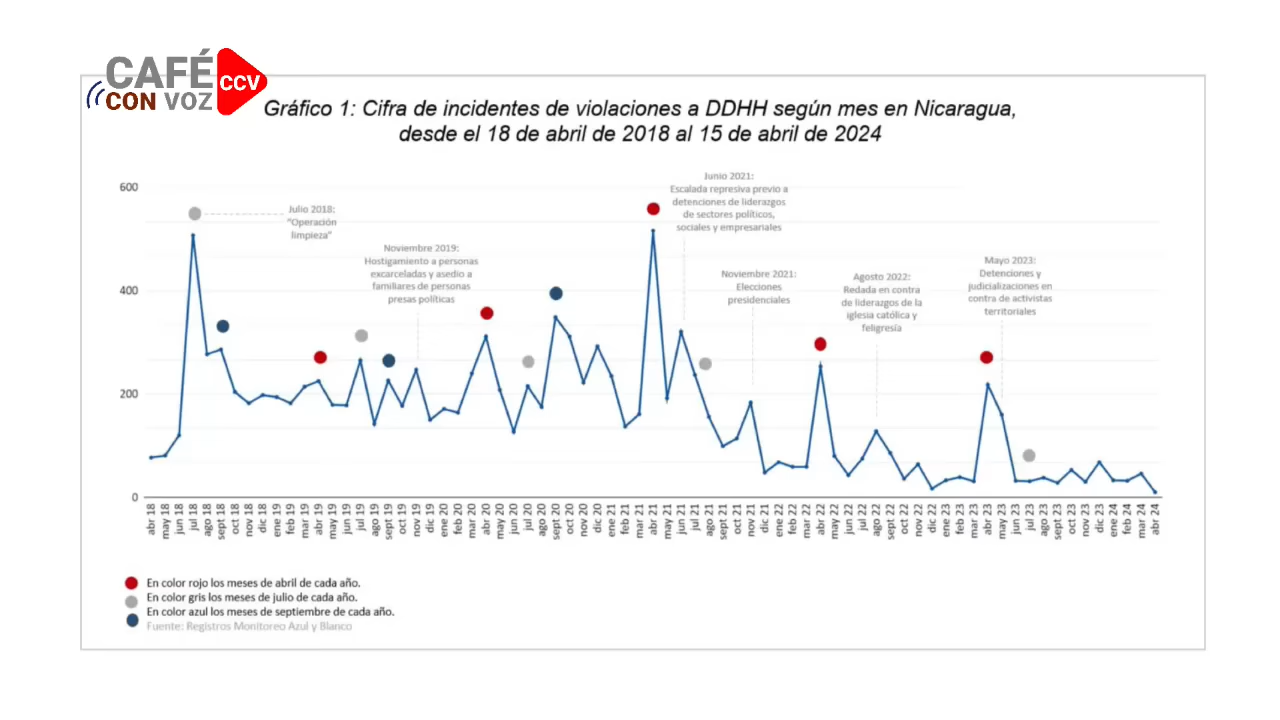 CAFÉ
CON VOZ
CCV
Gráfico 1: Cifra de incidentes de violaciones a DDHH según mes en Nicaragua,
desde el 18 de abril de 2018 al 15 de abril de 2024
600
400
200
0
Julio 2018:
"Operación
limpieza"
Noviembre 2019:
Hostigamiento a personas
excarceladas y asedio a
familiares de personas
presas políticas
Junio 2021:
Escalada represiva previo a
detenciones de liderazgos
de sectores políticos,
sociales y empresariales
Noviembre 2021:
Elecciones
presidenciales
Agosto 2022:
Redada en contra
de liderazgos de la
iglesia católica y
feligresía
Mayo 2023:
Detenciones y
judicializaciones en
contra de activistas
territoriales
abr 18
may 18
jun 18
jul 18
ago 18
sept 18
oct 18
nov 18
dic 18
ene 19
feb 19
mar 19
abr 19
may 19
jun 19
jul 19
ago 19
sept 19
oct 19
nov 19
dic 19
ene 20
feb 20
mar 20
abr 20
may 20
jun 20
jul 20
ago 20
sept 20
oct 20
nov 20
dic 20
ene 21
feb 21
mar 21
abr 21
may 21
jun 21
jul 21
ago 21
sept 21
oct 21
nov 21
dic 21
ene 22
feb 22
mar 22
abr 22
may 22
jun 22
jul 22
ago 22
sept 22
oct 22
nov 22
dic 22
ene 23
feb 23
mar 23
abr 23
may 23
jun 23
jul 23
ago 23
sept 23
oct 23
nov 23
dic 23
ene 24
feb 24
mar 24
abr 24
En color rojo los meses de abril de cada año.
En color gris los meses de julio de cada año.
En color azul los meses de septiembre de cada año.
Fuente: Registros Monitoreo Azul y Blanco